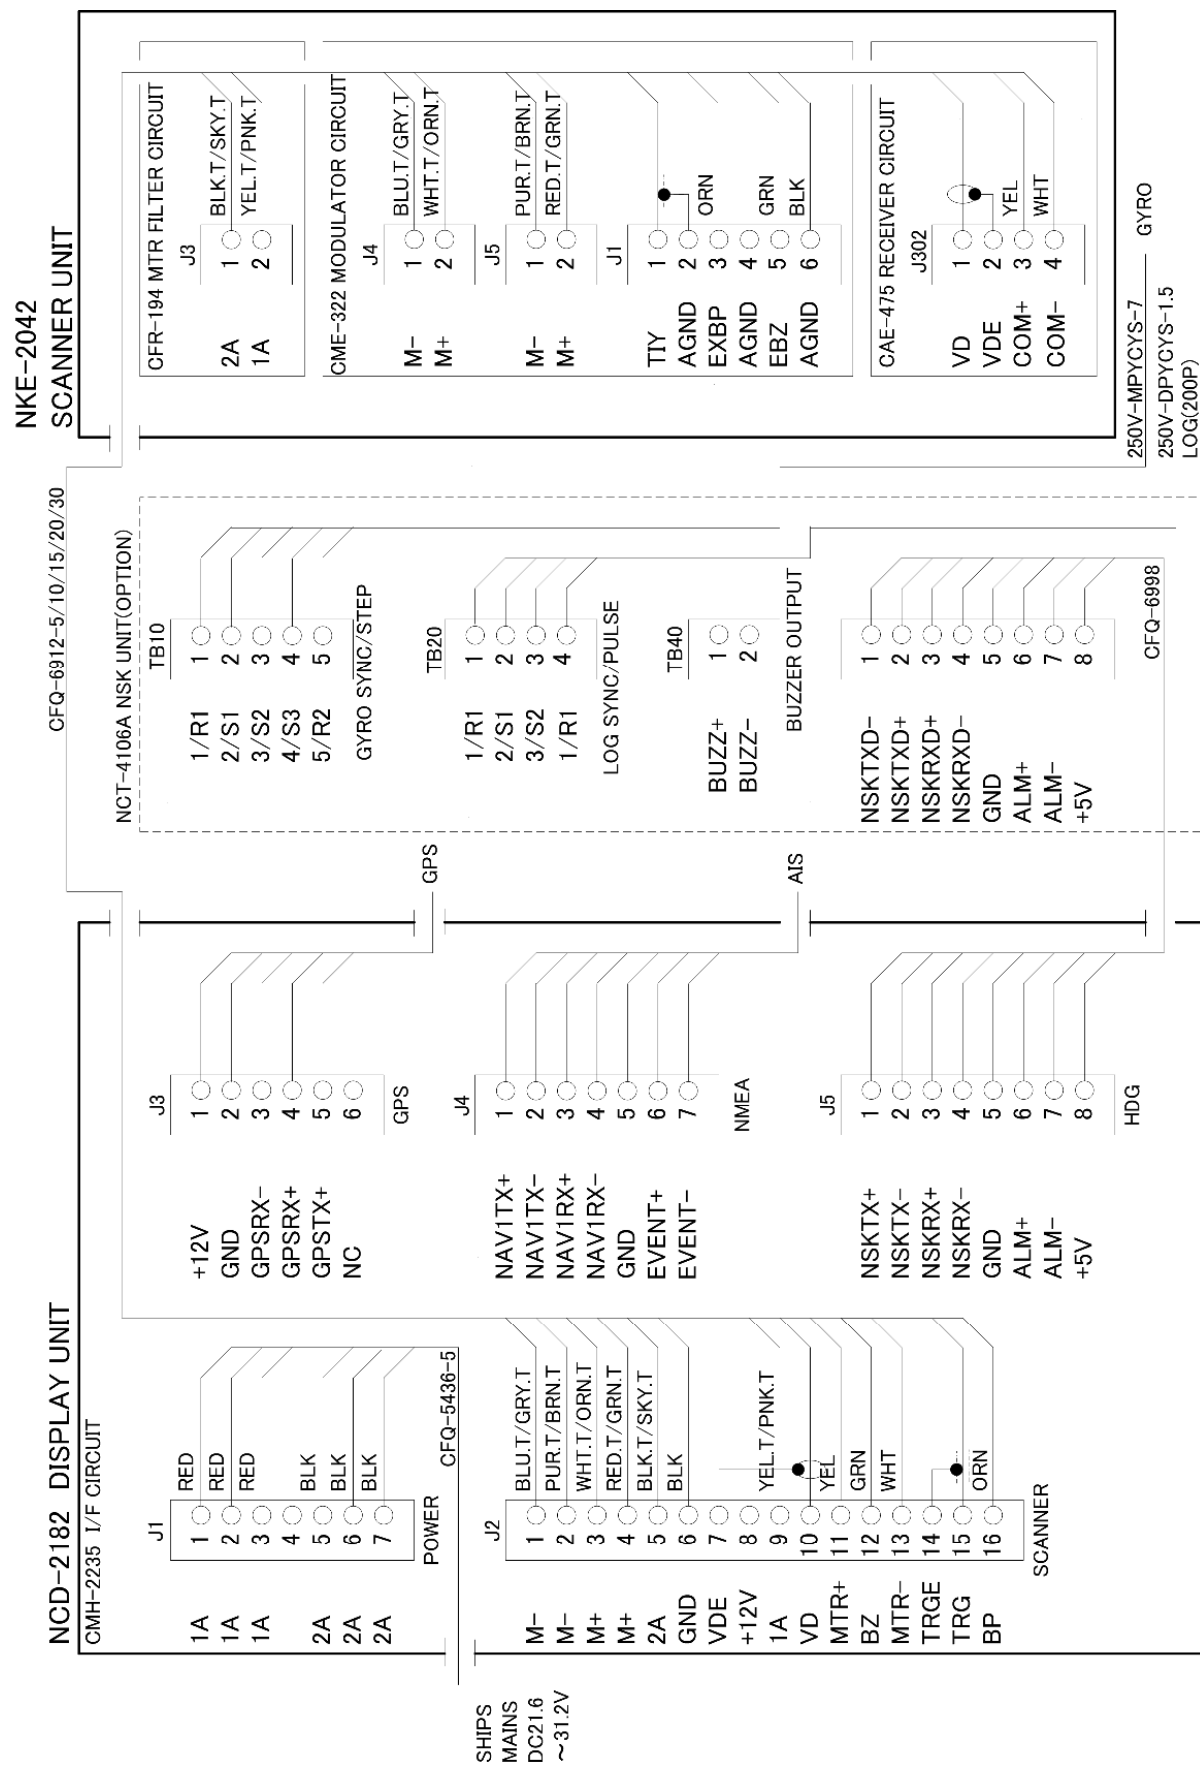 NKE-2042
SCANNER UNIT
CFR-194 MTR FILTER CIRCUIT
J3
2A 1 BLK.T/SKY.T
1A 2 YEL.T/PNK.T
CME-322 MODULATOR CIRCUIT
J4
M- 1 BLU.T/GRY.T
M+ 2 WHT.T/ORN.T
J5
M- 1 PUR.T/BRN.T
M+ 2 RED.T/GRN.T
J1
TIY 1
AGND 2
EXBP 3 ORN
AGND 4
EBZ 5 GRN
AGND 6 BLK
CAE-475 RECEIVER CIRCUIT
J302
VD 1
VDE 2
COM+ 3 YEL
COM- 4 WHT
250V-MPYCYS-7 GYRO
250V-DPYCYS-1.5
LOG(200P)
CFQ-6912-5/10/15/20/30
NCT-4106A NSK UNIT(OPTION)
TB10
1/R1 1
2/S1 2
3/S2 3
4/S3 4
5/R2 5
GYRO SYNC/STEP
TB20
1/R1 1
2/S1 2
3/S2 3
1/R1 4
LOG SYNC/PULSE
TB40
BUZZ+ 1
BUZZ- 2
BUZZER OUTPUT
NSKTXD- 1
NSKTXD+ 2
NSKRXD+ 3
NSKRXD- 4
GND 5
ALM+ 6
ALM- 7
+5V 8
CFQ-6998
NCD-2182 DISPLAY UNIT
CMH-2235 I/F CIRCUIT
J1
1A 1 RED
1A 2 RED
1A 3 RED
4
2A 5 BLK
2A 6 BLK
2A 7 BLK
POWER
CFQ-5436-5
SHIPS
MAINS
DC21.6
~31.2V
J2
M- 1 BLU.T/GRY.T
M- 2 PUR.T/BRN.T
M+ 3 WHT.T/ORN.T
M+ 4 RED.T/GRN.T
2A 5 BLK.T/SKY.T
GND 6 BLK
VDE 7
+12V 8
1A 9 YEL.T/PNK.T
VD 10
MTR+ 11 YEL
BZ 12 GRN
MTR- 13 WHT
TRGE 14
TRG 15
BP 16 ORN
SCANNER
J3
+12V 1
GND 2
GPSRX- 3
GPSRX+ 4
GPSTX+ 5
NC 6
GPS
GPS
J4
NAV1TX+ 1
NAV1TX- 2
NAV1RX+ 3
NAV1RX- 4
GND 5
EVENT+ 6
EVENT- 7
NMEA
AIS
J5
NSKTX+ 1
NSKTX- 2
NSKRX+ 3
NSKRX- 4
GND 5
ALM+ 6
ALM- 7
+5V 8
HDG